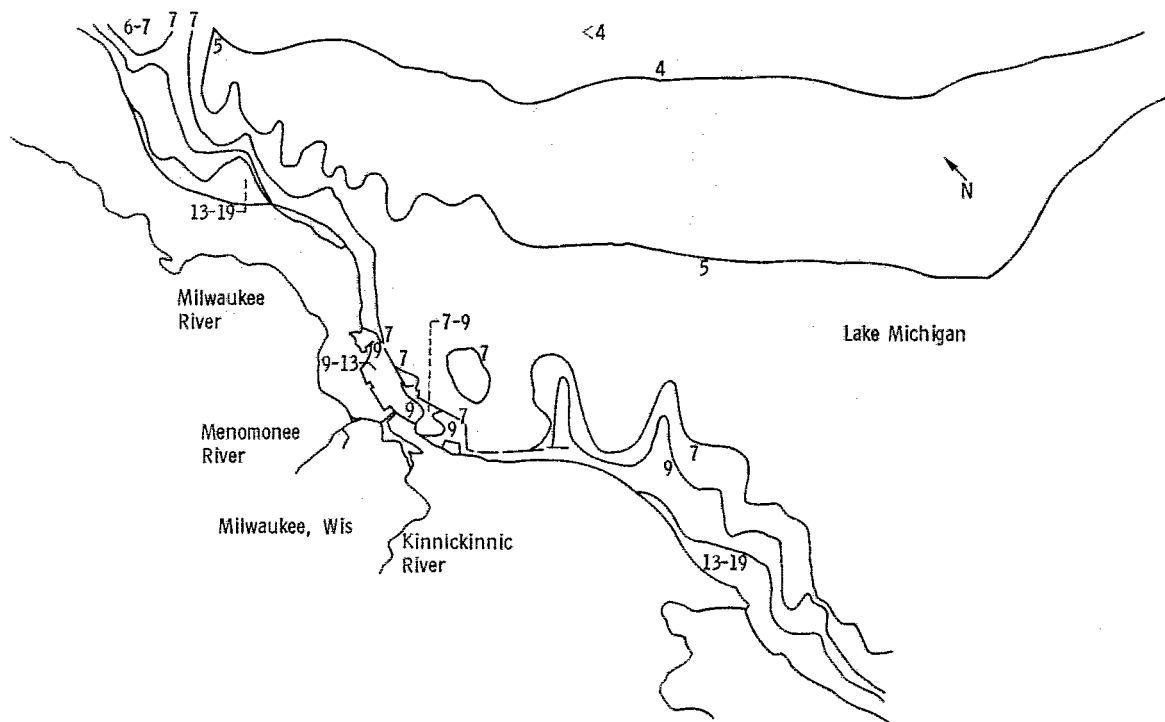 6-7
7
7
5
<4
4
N
13-19
5
Milwaukee
River
7-9
Lake Michigan
7
9
7
7
9-13
9
7
9
Menomonee
River
7
9
Milwaukee, Wis
Kinnickinnic
River
13-19